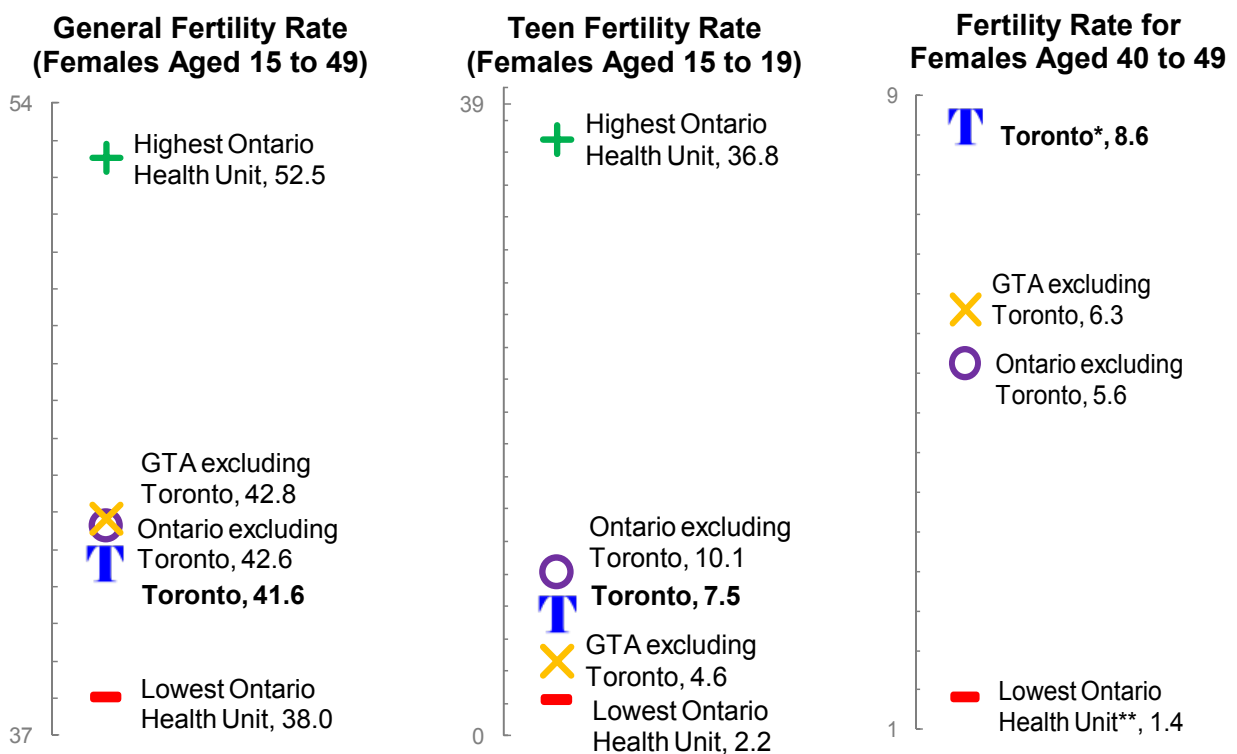 General Fertility Rate
(Females Aged 15 to 49)
54
Highest Ontario
Health Unit, 52.5
GTA excluding
Toronto, 42.8
Ontario excluding
Toronto, 42.6
T
Toronto, 41.6
Lowest Ontario
Health Unit, 38.0
37
Teen Fertility Rate
(Females Aged 15 to 19)
39
Highest Ontario
Health Unit, 36.8
Ontario excluding
Toronto, 10.1
T
Toronto, 7.5
GTA excluding
Toronto, 4.6
Lowest Ontario
Health Unit, 2.2
0
Fertility Rate for
Females Aged 40 to 49
9
T
Toronto*, 8.6
GTA excluding
Toronto, 6.3
Ontario excluding
Toronto, 5.6
Lowest Ontario
Health Unit**, 1.4
1